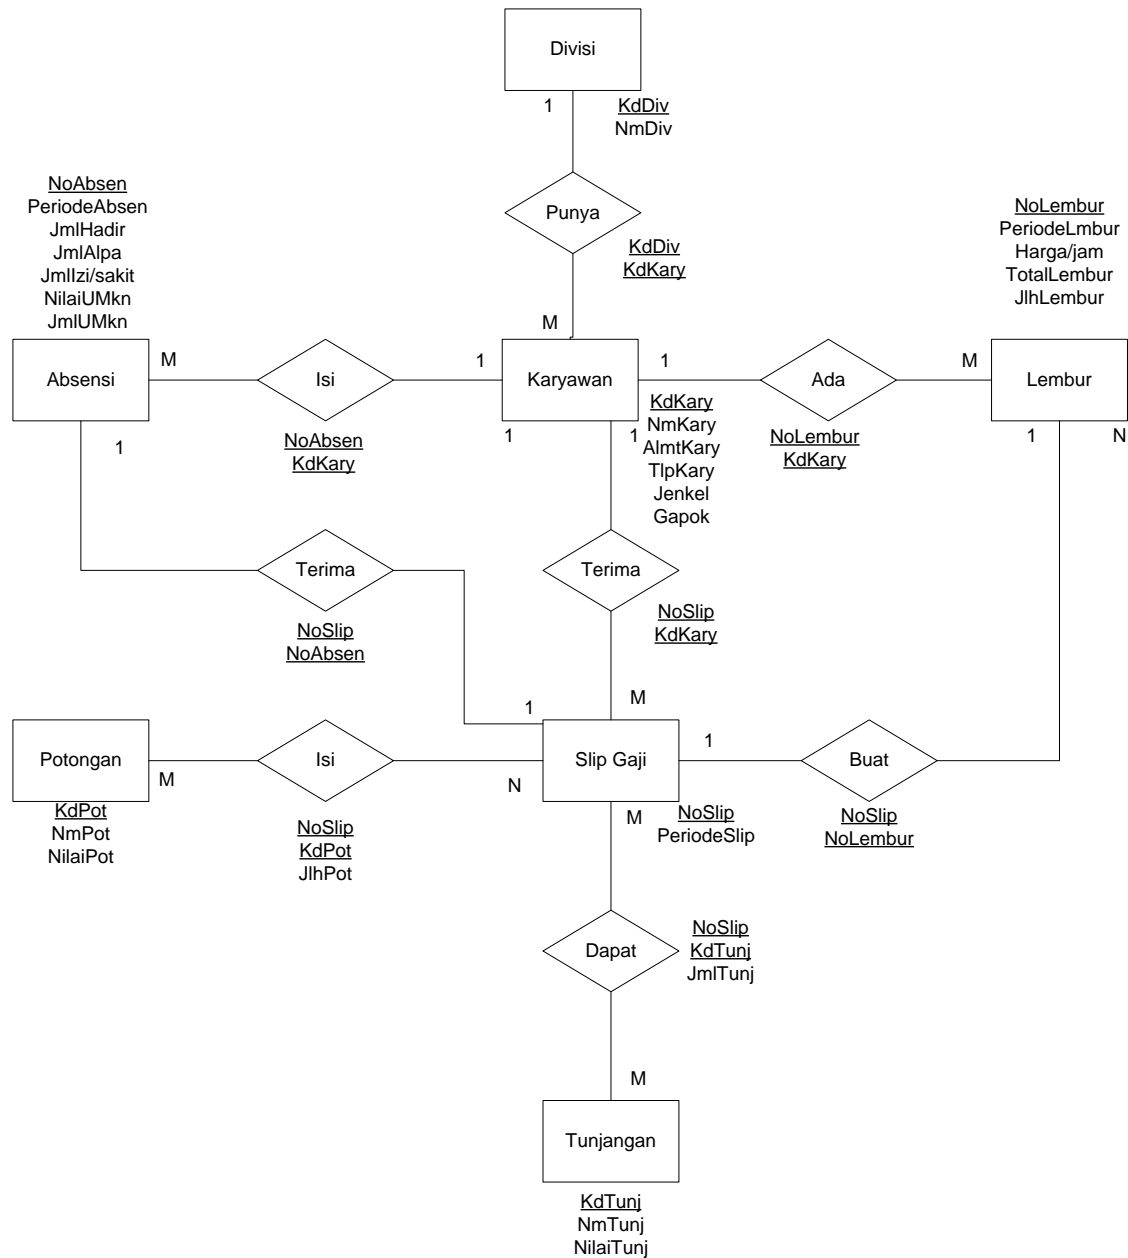 Divisi
1
KdDiv
NmDiv
Punya
KdDiv
KdKary
NoAbsen
PeriodeAbsen
JmlHadir
JmlAlpa
JmlIzi/sakit
NilaiUMkn
JmlUMkn
NoLembur
PeriodeLmbur
Harga/jam
TotalLembur
JlhLembur
M
Absensi
M
Isi
1
Karyawan
1
Ada
M
Lembur
1
NoAbsen
KdKary
1
1
KdKary
NmKary
AlmtKary
TlpKary
Jenkel
Gapok
NoLembur
KdKary
1
N
Terima
NoSlip
NoAbsen
Terima
NoSlip
KdKary
1
M
Potongan
M
Isi
N
Slip Gaji
1
Buat
KdPot
NmPot
NilaiPot
NoSlip
KdPot
JlhPot
M
NoSlip
PeriodeSlip
NoSlip
NoLembur
Dapat
NoSlip
KdTunj
JmlTunj
M
Tunjangan
KdTunj
NmTunj
NilaiTunj